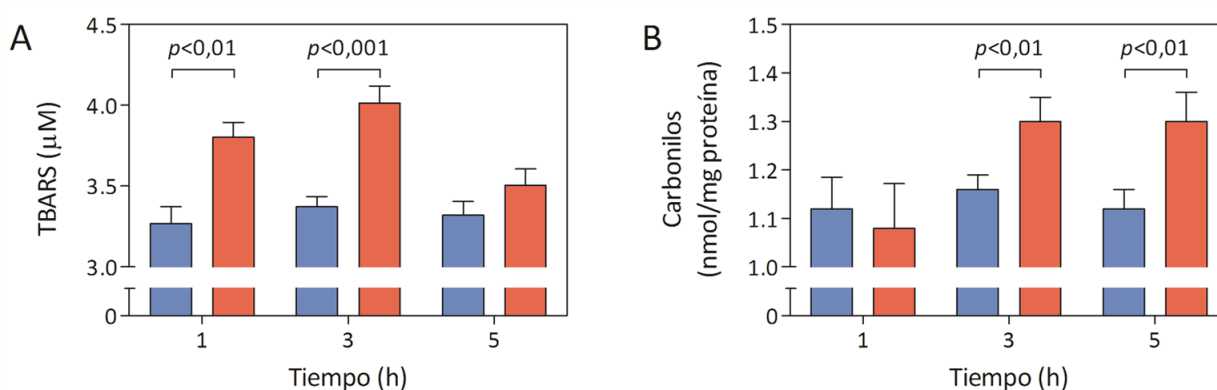 A
TBARS (μM)
4.5
4.0
3.5
3.0
0
p<0,01
p<0,001
1
3
5
Tiempo (h)
B
Carbonilos
(nmol/mg proteína)
1.5
1.4
1.3
1.2
1.1
1.0
0
p<0,01
p<0,01
1
3
5
Tiempo (h)